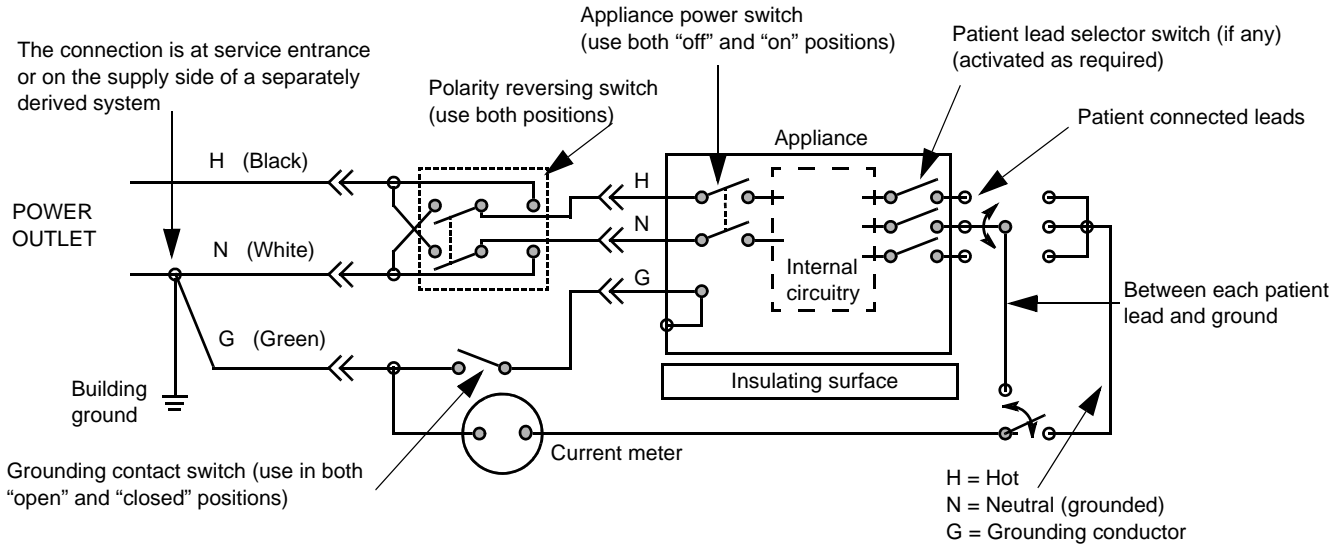 Appliance power switch
(use both “off” and “on” positions)
Patient lead selector switch (if any)
(activated as required)
The connection is at service entrance
or on the supply side of a separately
derived system
Polarity reversing switch
(use both positions)
Patient connected leads
Appliance
H (Black)
H
POWER
OUTLET
N (White)
N
Internal
circuitry
G
Between each patient
lead and ground
G (Green)
Insulating surface
Building
ground
Current meter
Grounding contact switch (use in both
“open” and “closed” positions)
H = Hot
N = Neutral (grounded)
G = Grounding conductor